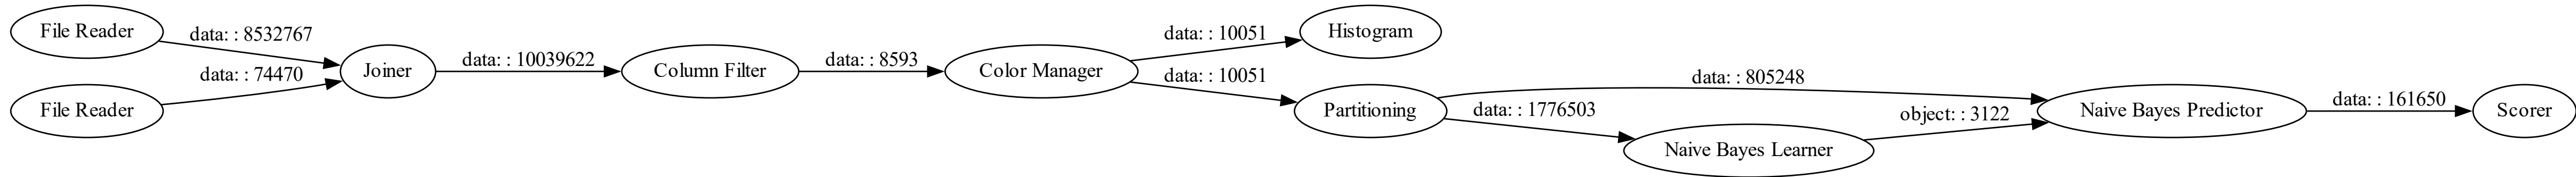 File Reader
data: : 8532767
File Reader
data: : 74470
Joiner
data: : 10039622
Column Filter
data: : 8593
Color Manager
data: : 10051
Histogram
data: : 10051
Partitioning
data: : 805248
data: : 1776503
Naive Bayes Learner
object: : 3122
Naive Bayes Predictor
data: : 161650
Scorer